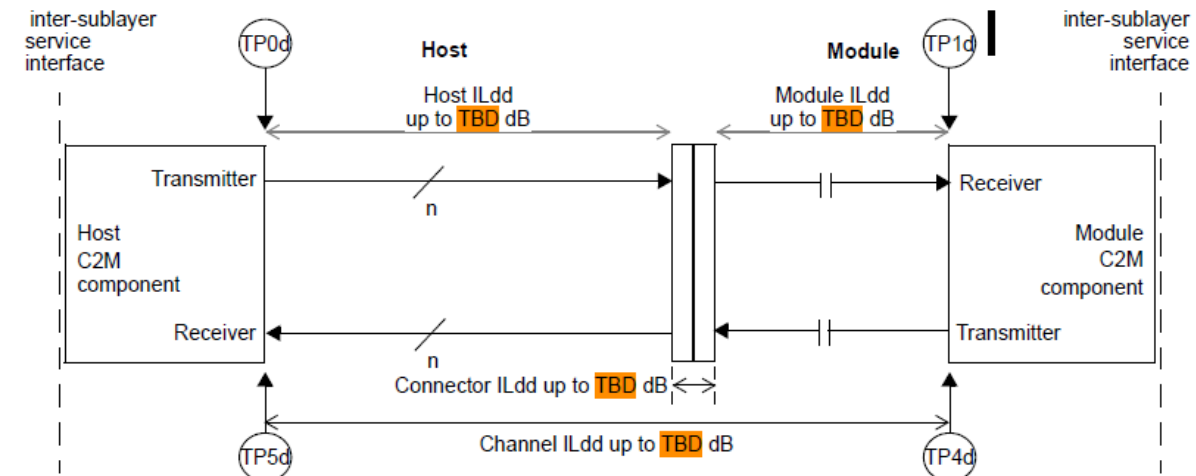 inter-sublayer
service
interface
TP0d
Host
Module
TP1d
inter-sublayer
service
interface
Host ILdd
up to TBD dB
Module ILdd
up to TBD dB
Transmitter
n
Receiver
Host
C2M
component
Module
C2M
component
Receiver
n
Transmitter
Connector ILdd up to TBD dB
Channel ILdd up to TBD dB
TP5d
TP4d